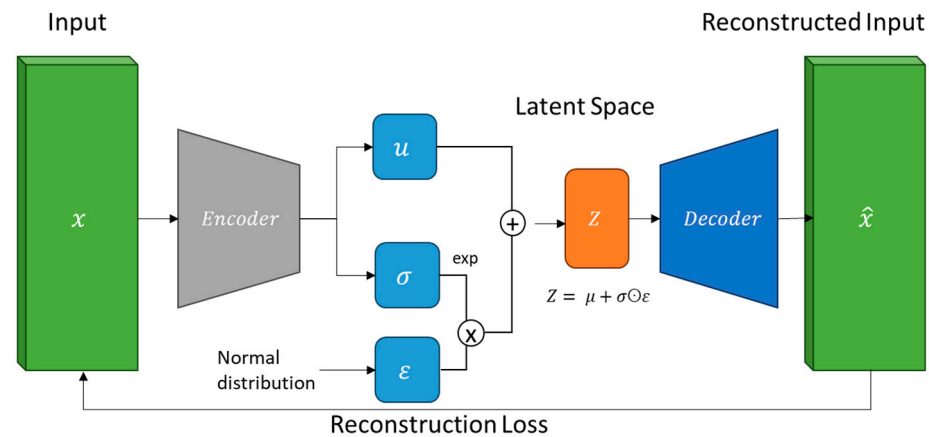 Input
Reconstructed Input
Latent Space
x
Encoder
u
σ
exp
ε
Normal
distribution
+
X
Z
Z = μ + σ⊙ε
Decoder
x̂
Reconstruction Loss